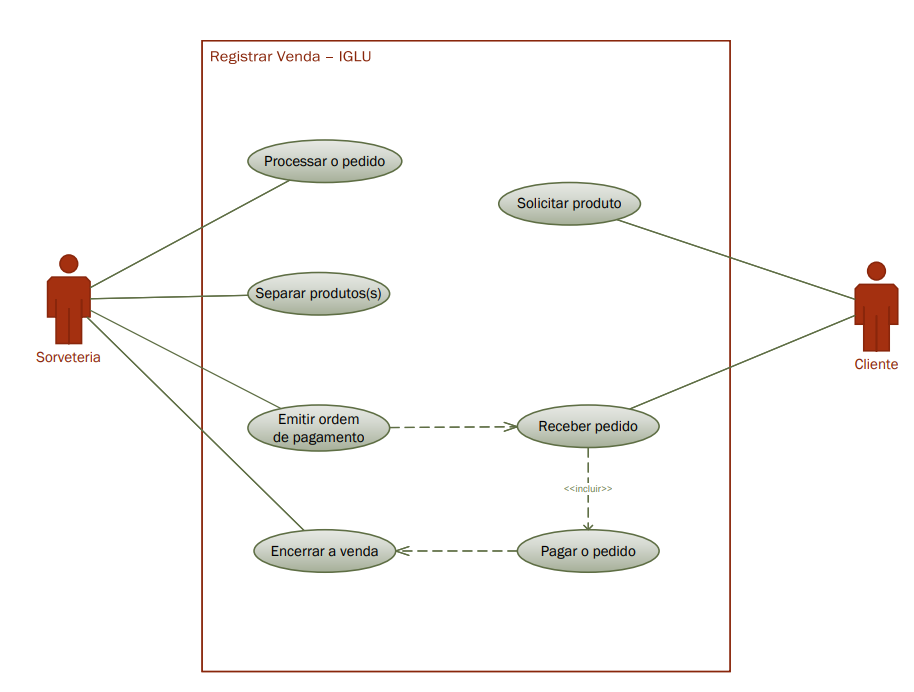 Registrar Venda – IGLU
Processar o pedido
Solicitar produto
Separar produtos(s)
Sorveteria
Cliente
Emitir ordem
de pagamento
Receber pedido
<<incluir>>
Encerrar a venda
Pagar o pedido